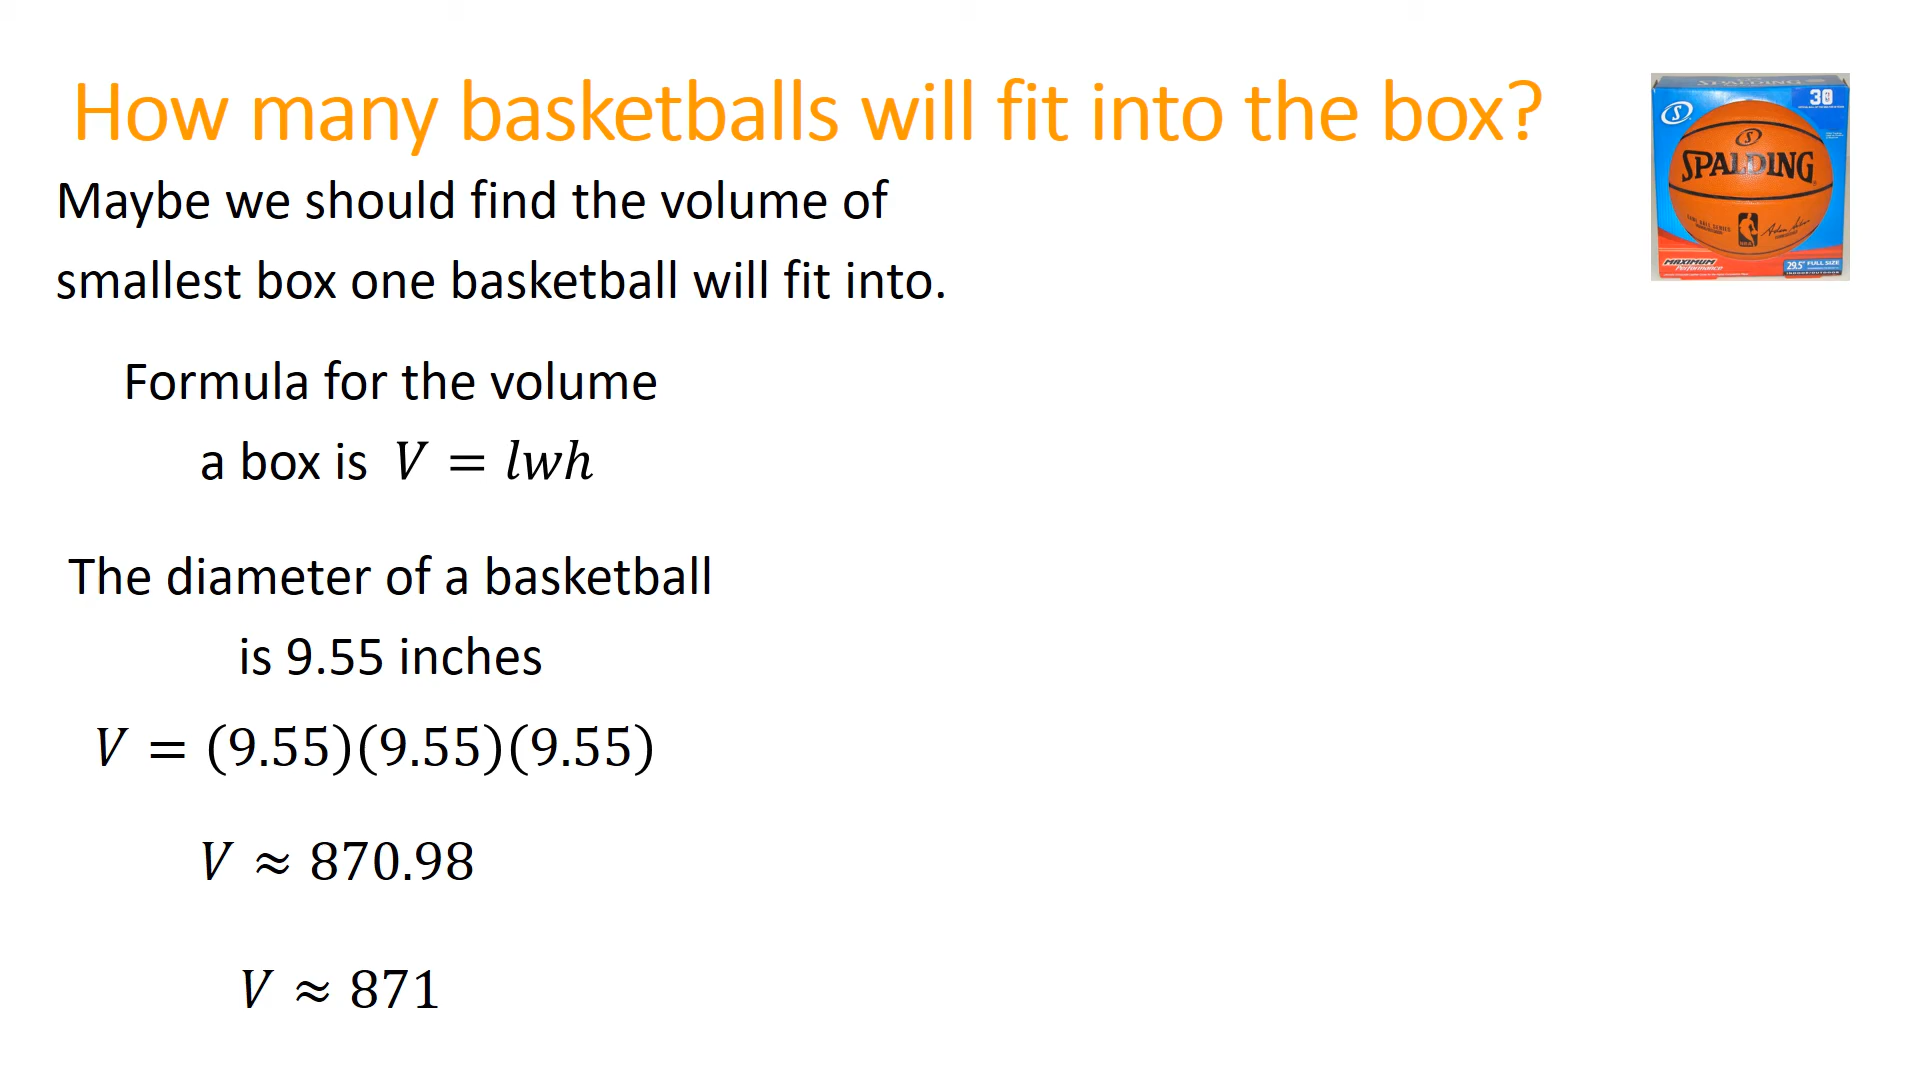 How many basketballs will fit into the box?
Maybe we should find the volume of
smallest box one basketball will fit into.
Formula for the volume
a box is V = lwh
The diameter of a basketball
is 9.55 inches
V = (9.55)(9.55)(9.55)
V ≈ 870.98
V ≈ 871
30
SPALDING
MAXIMUM
Performance
29.5" FULL SIZE